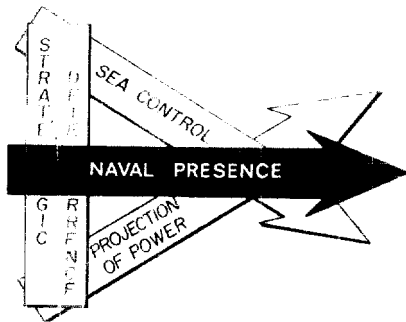 STRATEGIC
DETERRENCE
SEA CONTROL
NAVAL PRESENCE
PROJECTION
OF POWER